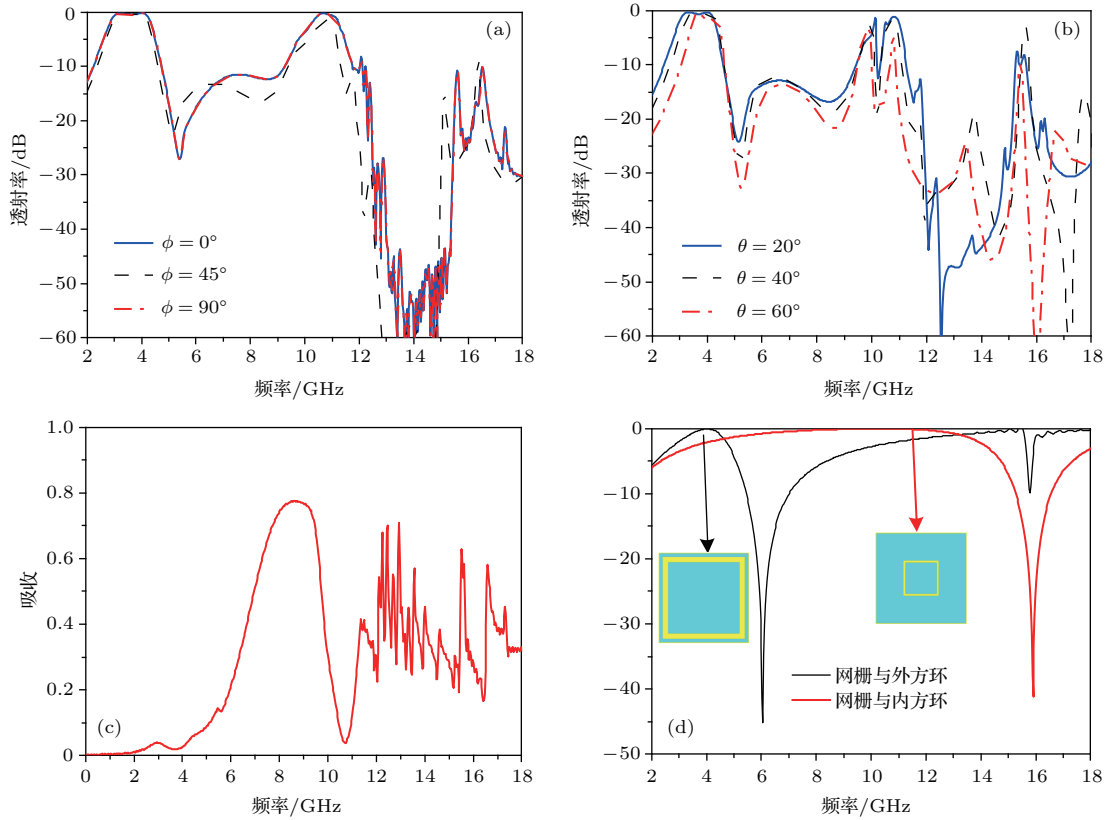 0
−10
−20
−30
−40
−50
−60
透射率/dB
(a)
ϕ = 0°
ϕ = 45°
ϕ = 90°
2 4 6 8 10 12 14 16 18
频率/GHz
0
−10
−20
−30
−40
−50
−60
透射率/dB
(b)
θ = 20°
θ = 40°
θ = 60°
2 4 6 8 10 12 14 16 18
频率/GHz
1.0
0.8
0.6
0.4
0.2
0
吸收
(c)
0 2 4 6 8 10 12 14 16 18
频率/GHz
0
−10
−20
−30
−40
−50
网栅与外方环
网栅与内方环
(d)
2 4 6 8 10 12 14 16 18
频率/GHz